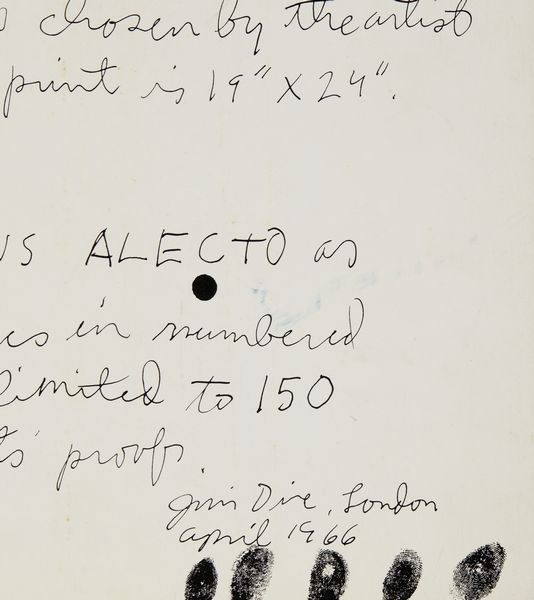 chosen by the artist
print is 19" X 24".
US ALECTO as
es in numbered
limited to 150
ts' proofs.
Jim Dine, London
april 1966